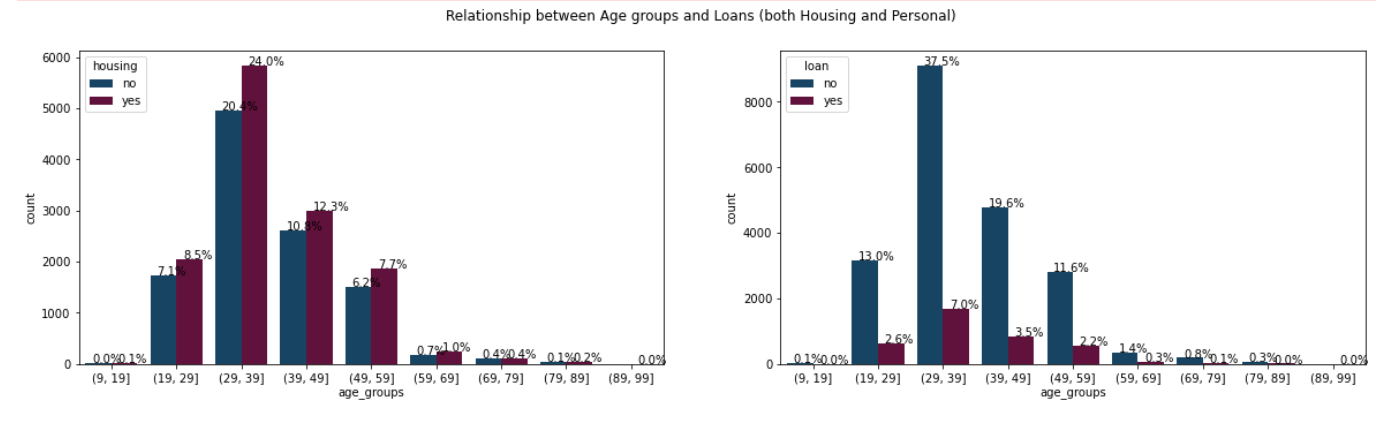 Relationship between Age groups and Loans (both Housing and Personal)
housing
no
yes
count
6000
5000
4000
3000
2000
1000
0
0.0% 0.1%
7.1% 8.5%
20.4% 24.0%
10.8% 12.3%
6.2% 7.7%
0.7% 1.0%
0.4% 0.4%
0.1% 0.2%
0.0%
(9, 19] (19, 29] (29, 39] (39, 49] (49, 59] (59, 69] (69, 79] (79, 89] (89, 99]
age_groups
loan
no
yes
count
8000
6000
4000
2000
0
0.1% 0.0%
13.0% 2.6%
37.5% 7.0%
19.6% 3.5%
11.6% 2.2%
1.4% 0.3%
0.8% 0.1%
0.3% 0.0%
0.0%
(9, 19] (19, 29] (29, 39] (39, 49] (49, 59] (59, 69] (69, 79] (79, 89] (89, 99]
age_groups